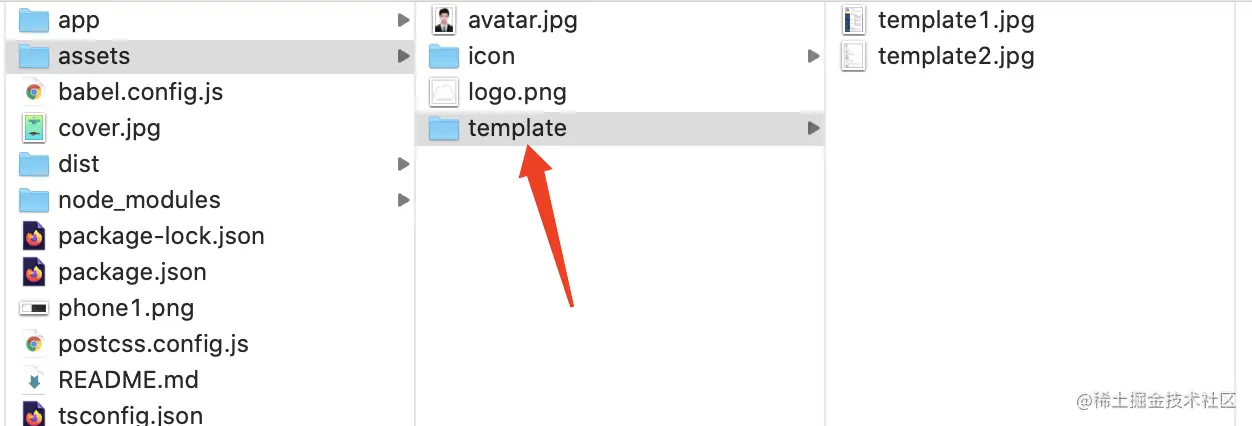 app
assets
babel.config.js
cover.jpg
dist
node_modules
package-lock.json
package.json
phone1.png
postcss.config.js
README.md
tsconfig.json
avatar.jpg
icon
logo.png
template
template1.jpg
template2.jpg
@稀土掘金技术社区